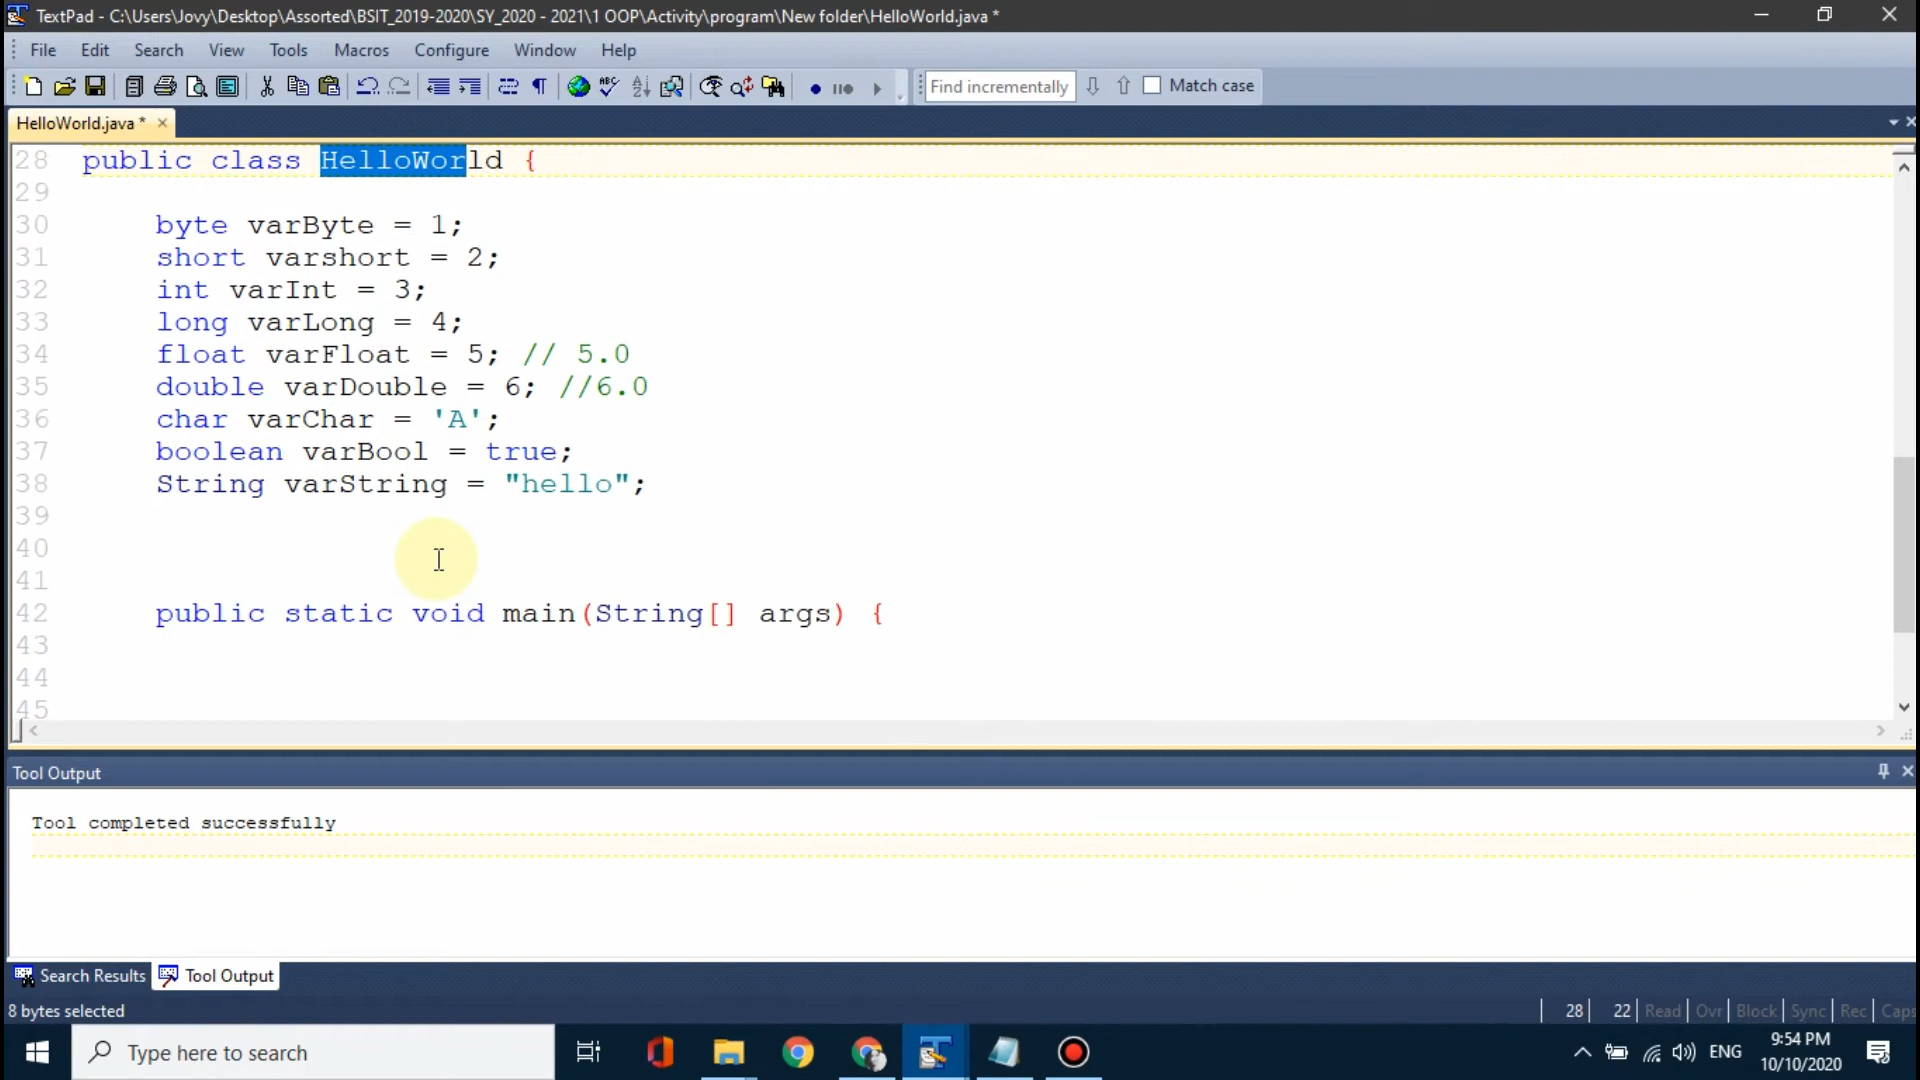 TextPad - C:\Users\Jovy\Desktop\Assorted\BSIT_2019-2020\SY_2020 - 2021\1 OOP\Activity\program\New folder\HelloWorld.java *
File Edit Search View Tools Macros Configure Window Help
Find incrementally Match case
HelloWorld.java *
28 public class HelloWorld {
29
30 byte varByte = 1;
31 short varshort = 2;
32 int varInt = 3;
33 long varLong = 4;
34 float varFloat = 5; // 5.0
35 double varDouble = 6; //6.0
36 char varChar = 'A';
37 boolean varBool = true;
38 String varString = "hello";
39
40
41
42 public static void main(String[] args) {
43
44
45
Tool Output
Tool completed successfully
Search Results Tool Output
8 bytes selected 28 22 Read Ovr Block Sync Rec Caps
Type here to search ENG 9:54 PM
10/10/2020